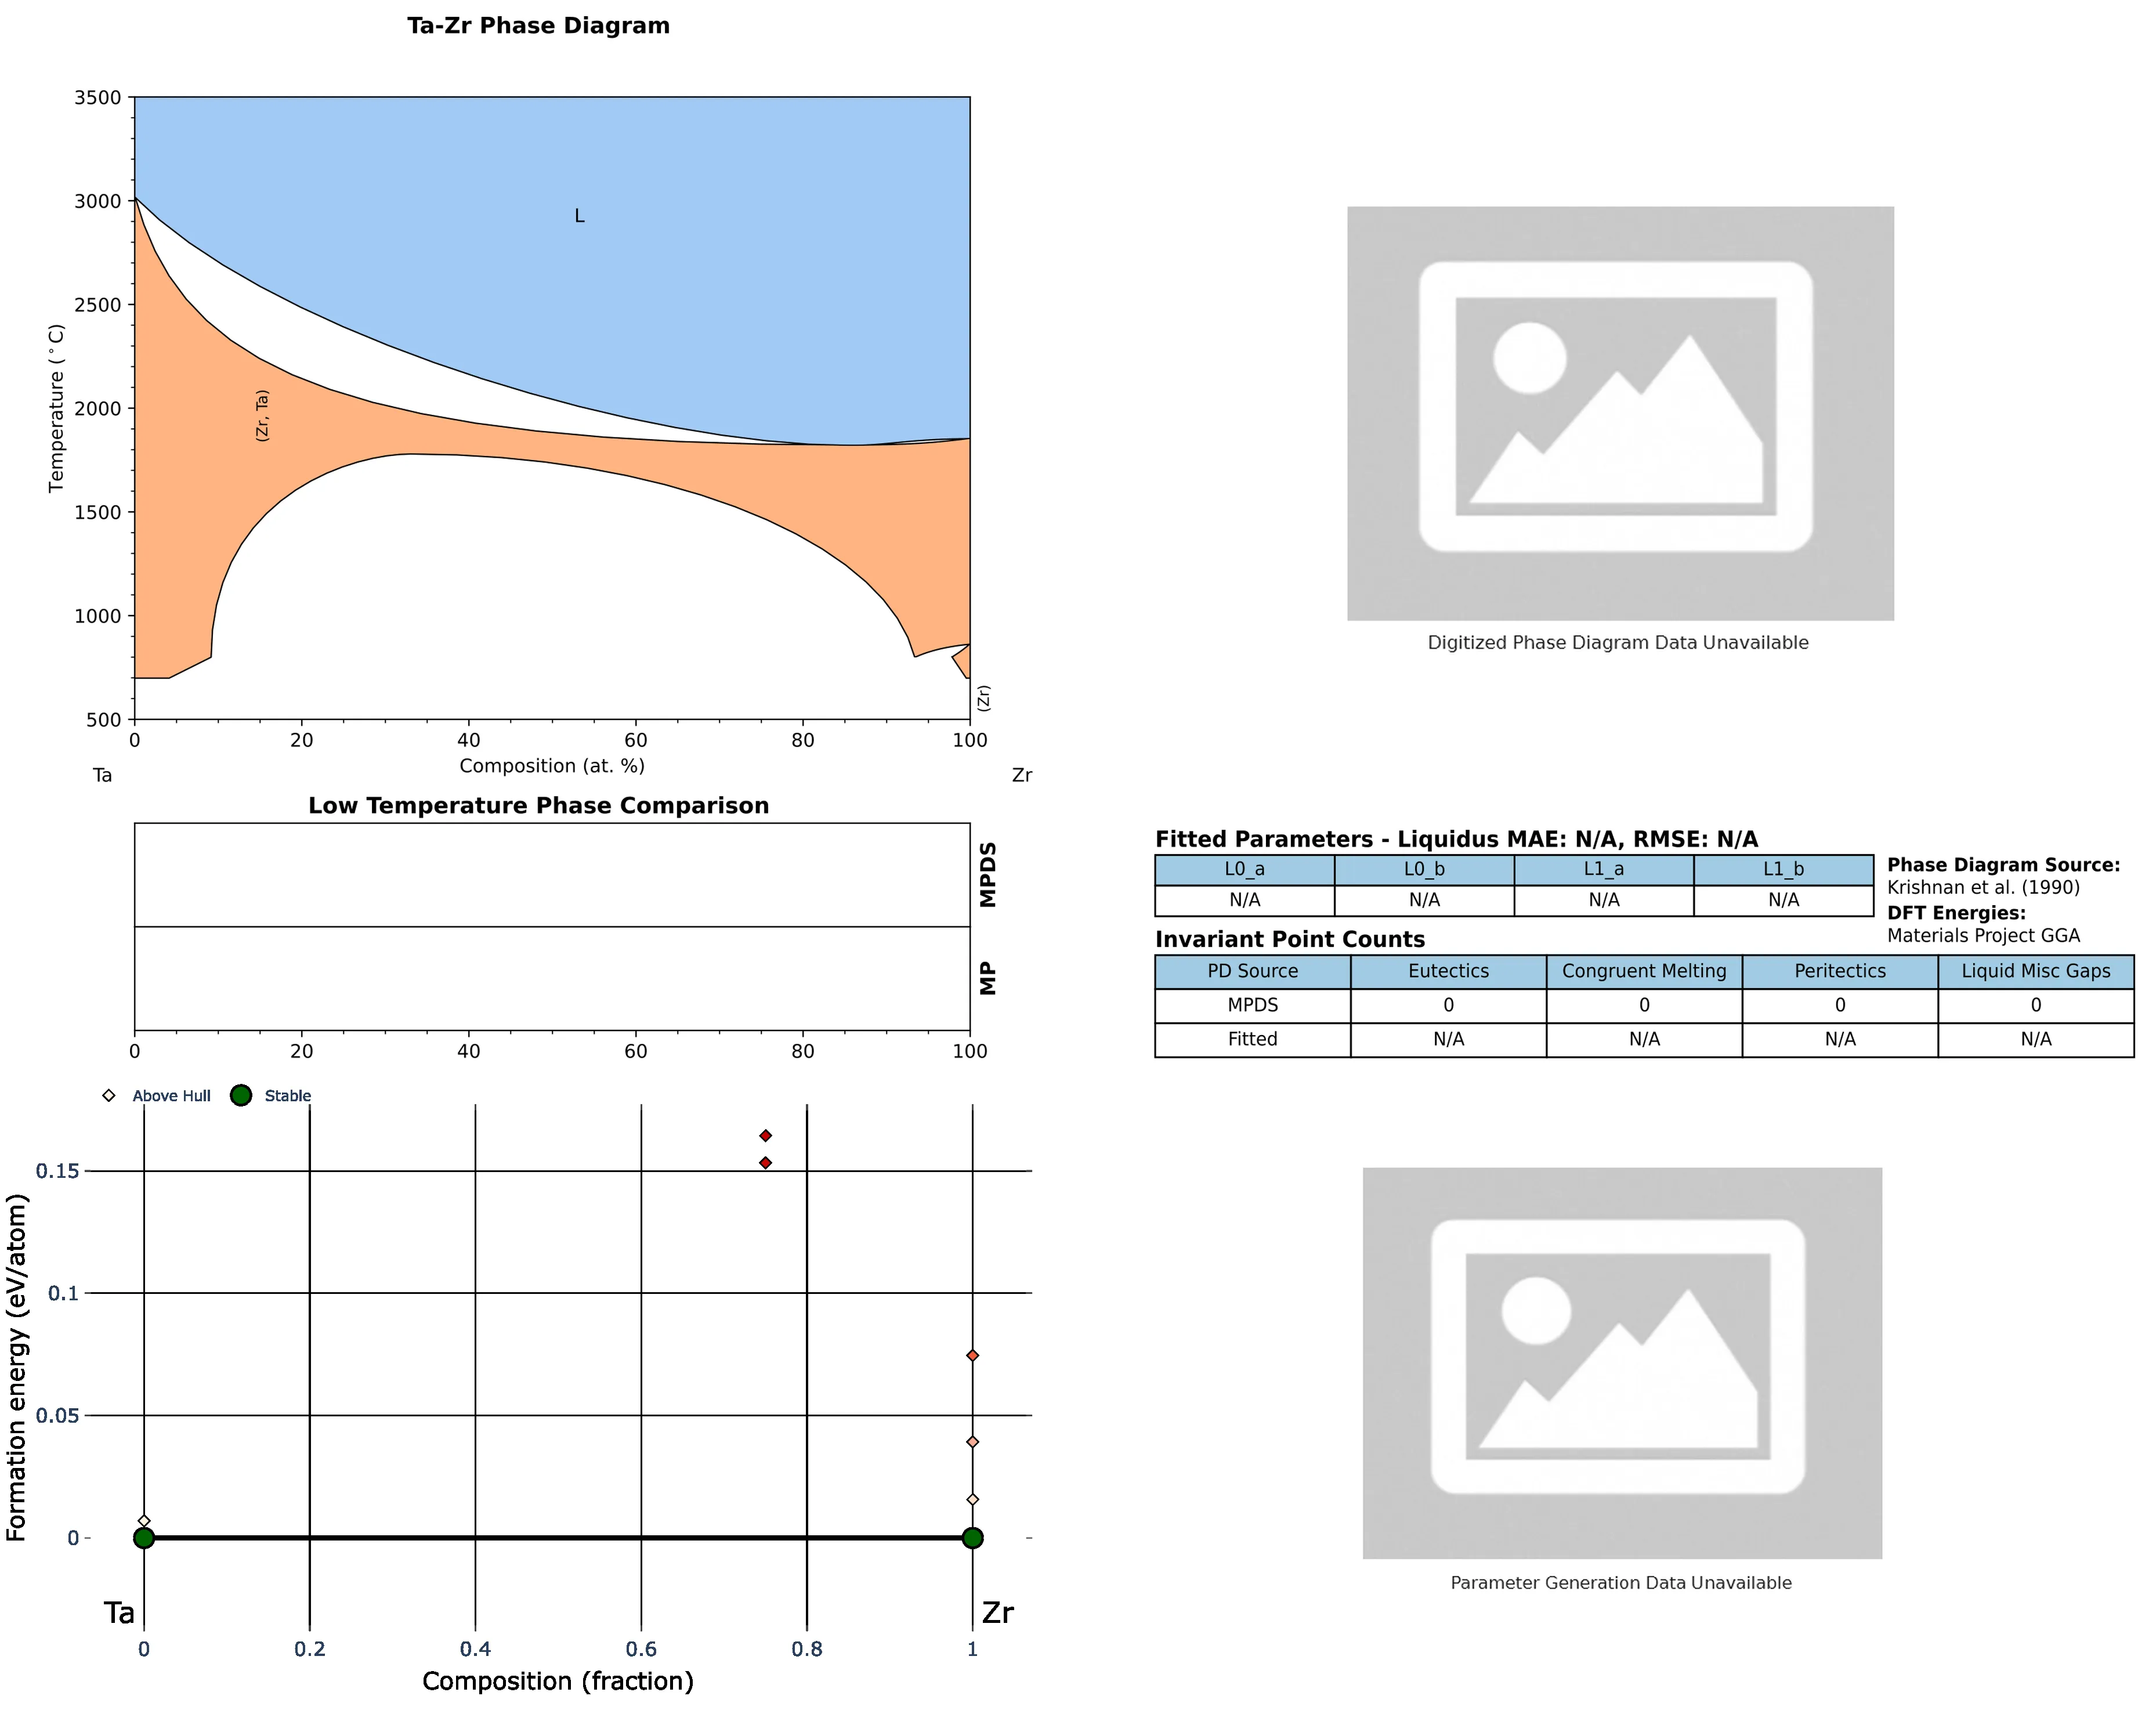 Ta-Zr Phase Diagram
3500
3000
2500
2000
1500
1000
500
Temperature (°C)
L
(Zr, Ta)
(Zr)
0 20 40 60 80 100
Ta Composition (at. %) Zr
Digitized Phase Diagram Data Unavailable
Low Temperature Phase Comparison
MPDS
MP
0 20 40 60 80 100
Fitted Parameters - Liquidus MAE: N/A, RMSE: N/A
L0_a L0_b L1_a L1_b
N/A N/A N/A N/A
Phase Diagram Source:
Krishnan et al. (1990)
DFT Energies:
Materials Project GGA
Invariant Point Counts
PD Source Eutectics Congruent Melting Peritectics Liquid Misc Gaps
MPDS 0 0 0 0
Fitted N/A N/A N/A N/A
Above Hull Stable
0.15
0.1
0.05
0
Formation energy (eV/atom)
Ta Zr
0 0.2 0.4 0.6 0.8 1
Composition (fraction)
Parameter Generation Data Unavailable